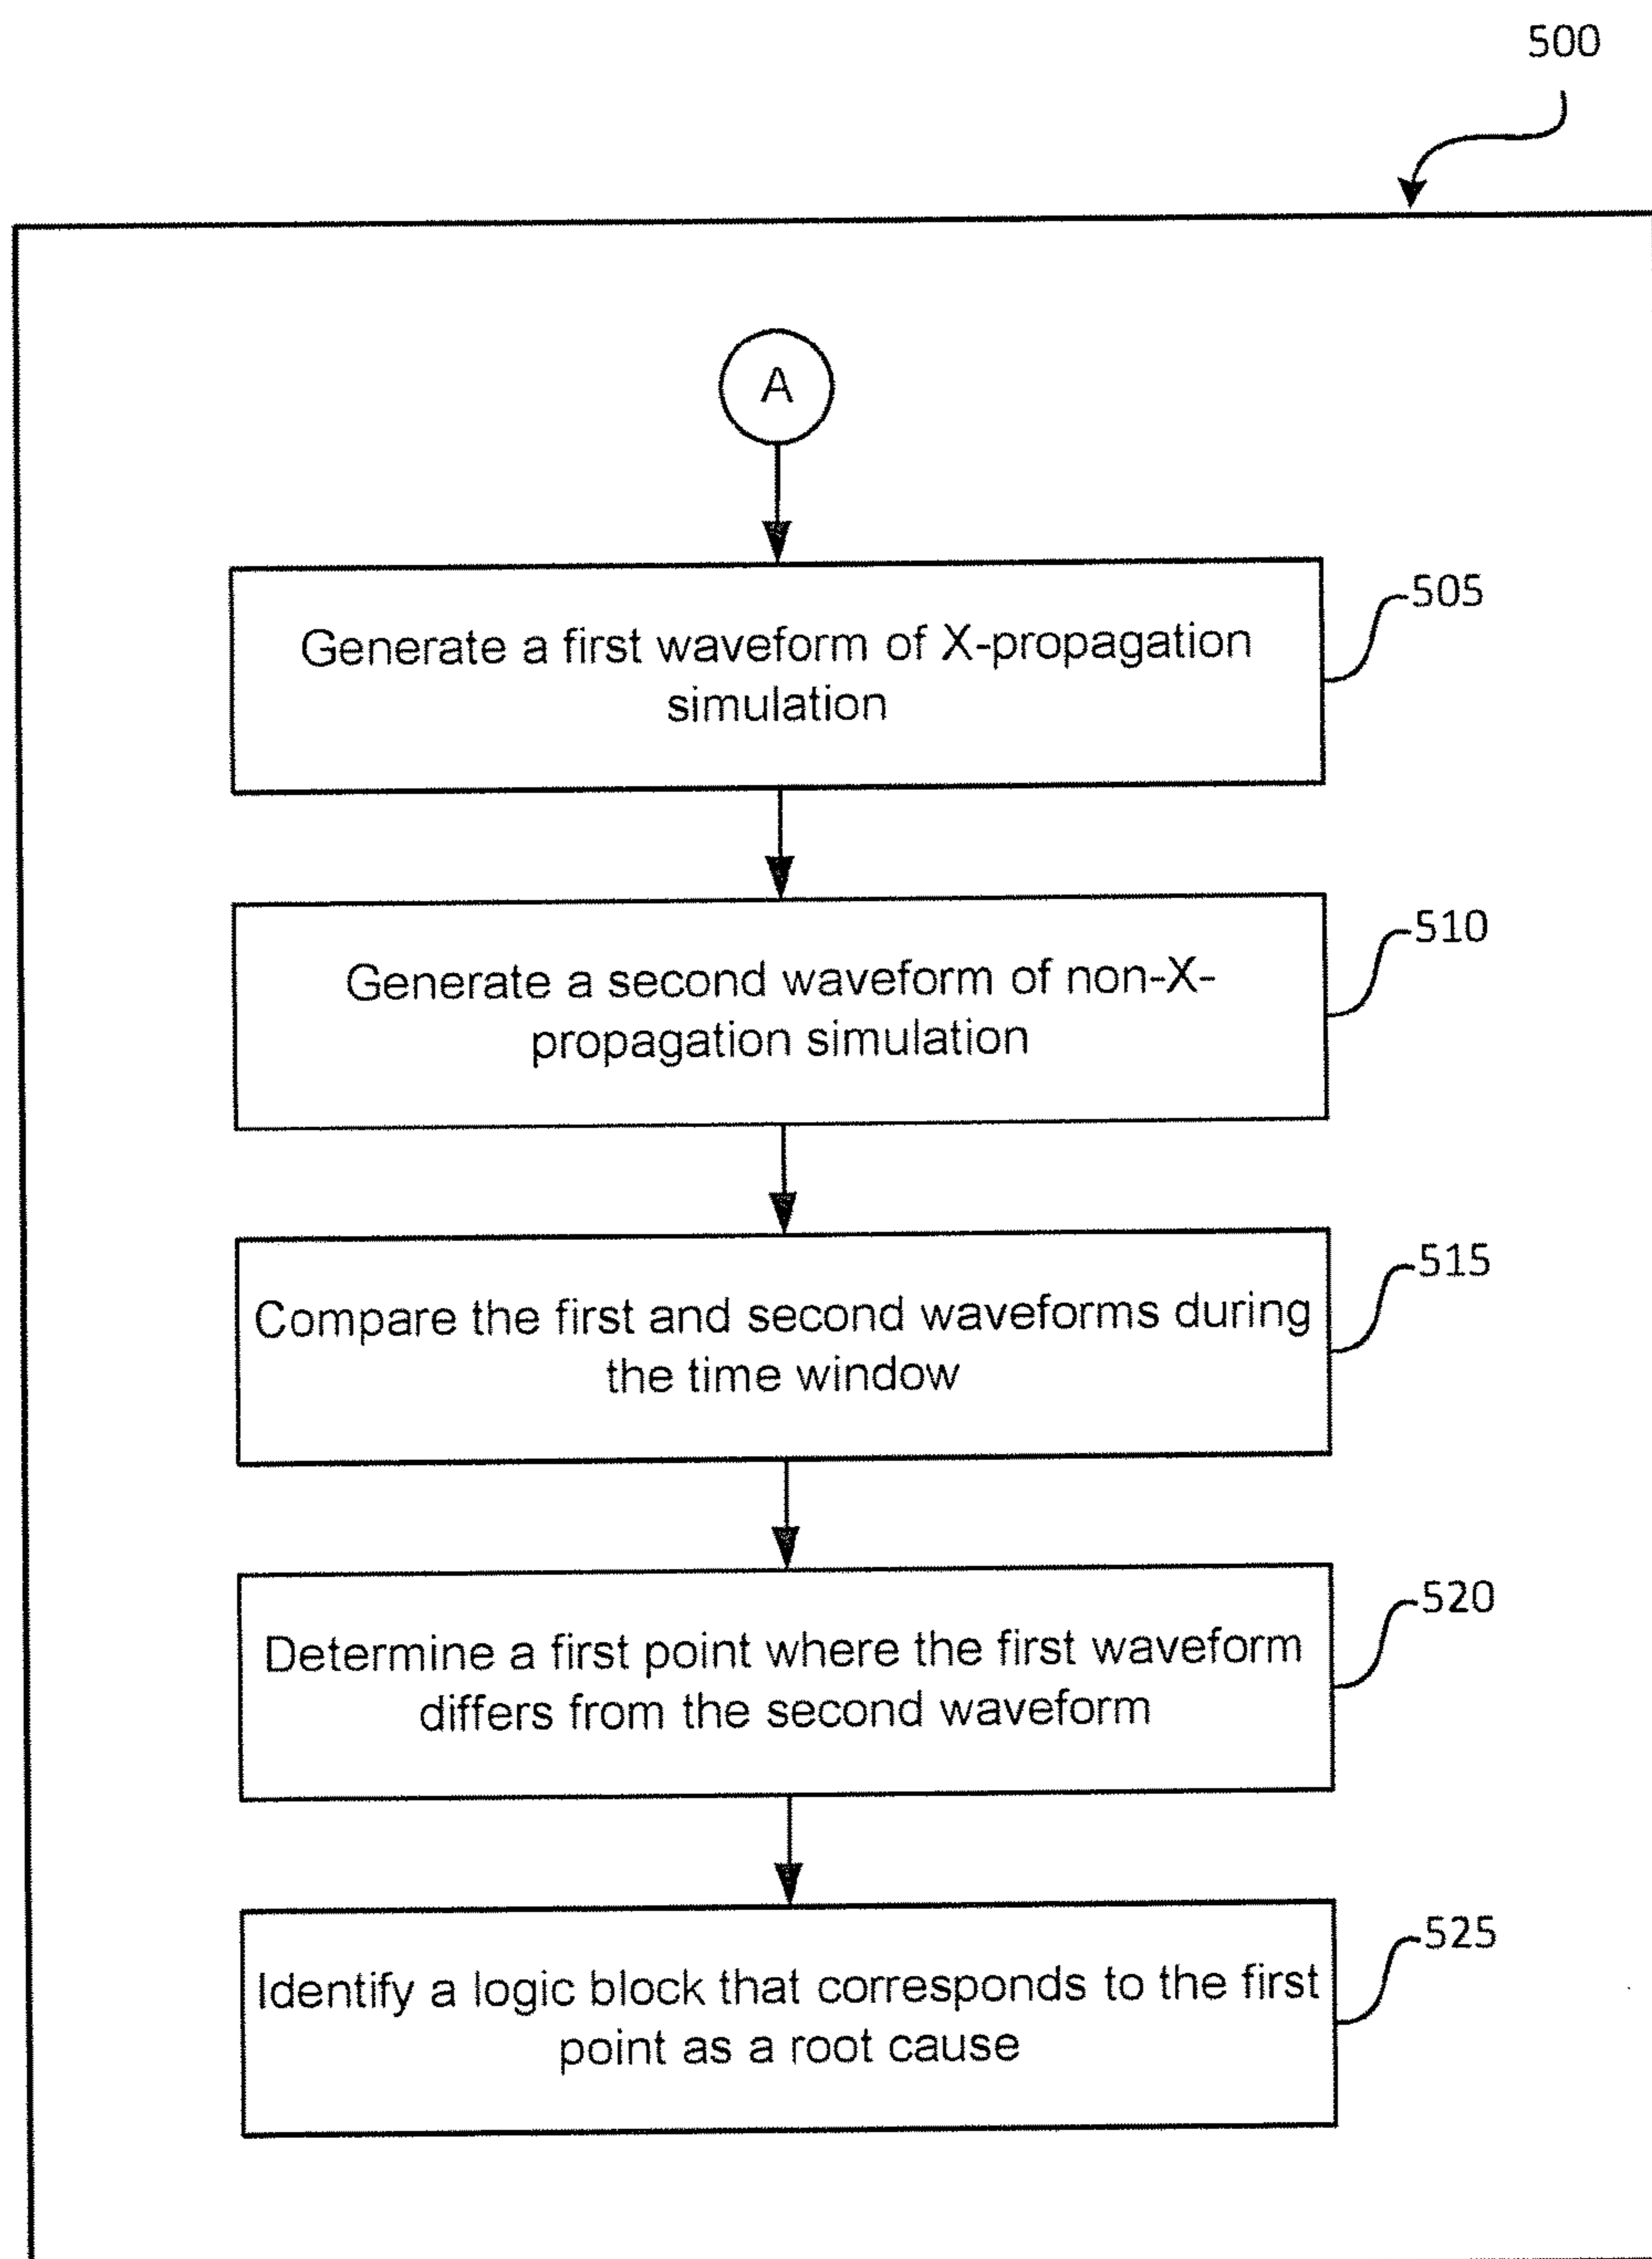 500
A
Generate a first waveform of X-propagation
simulation
505
Generate a second waveform of non-X-
propagation simulation
510
Compare the first and second waveforms during
the time window
515
Determine a first point where the first waveform
differs from the second waveform
520
Identify a logic block that corresponds to the first
point as a root cause
525